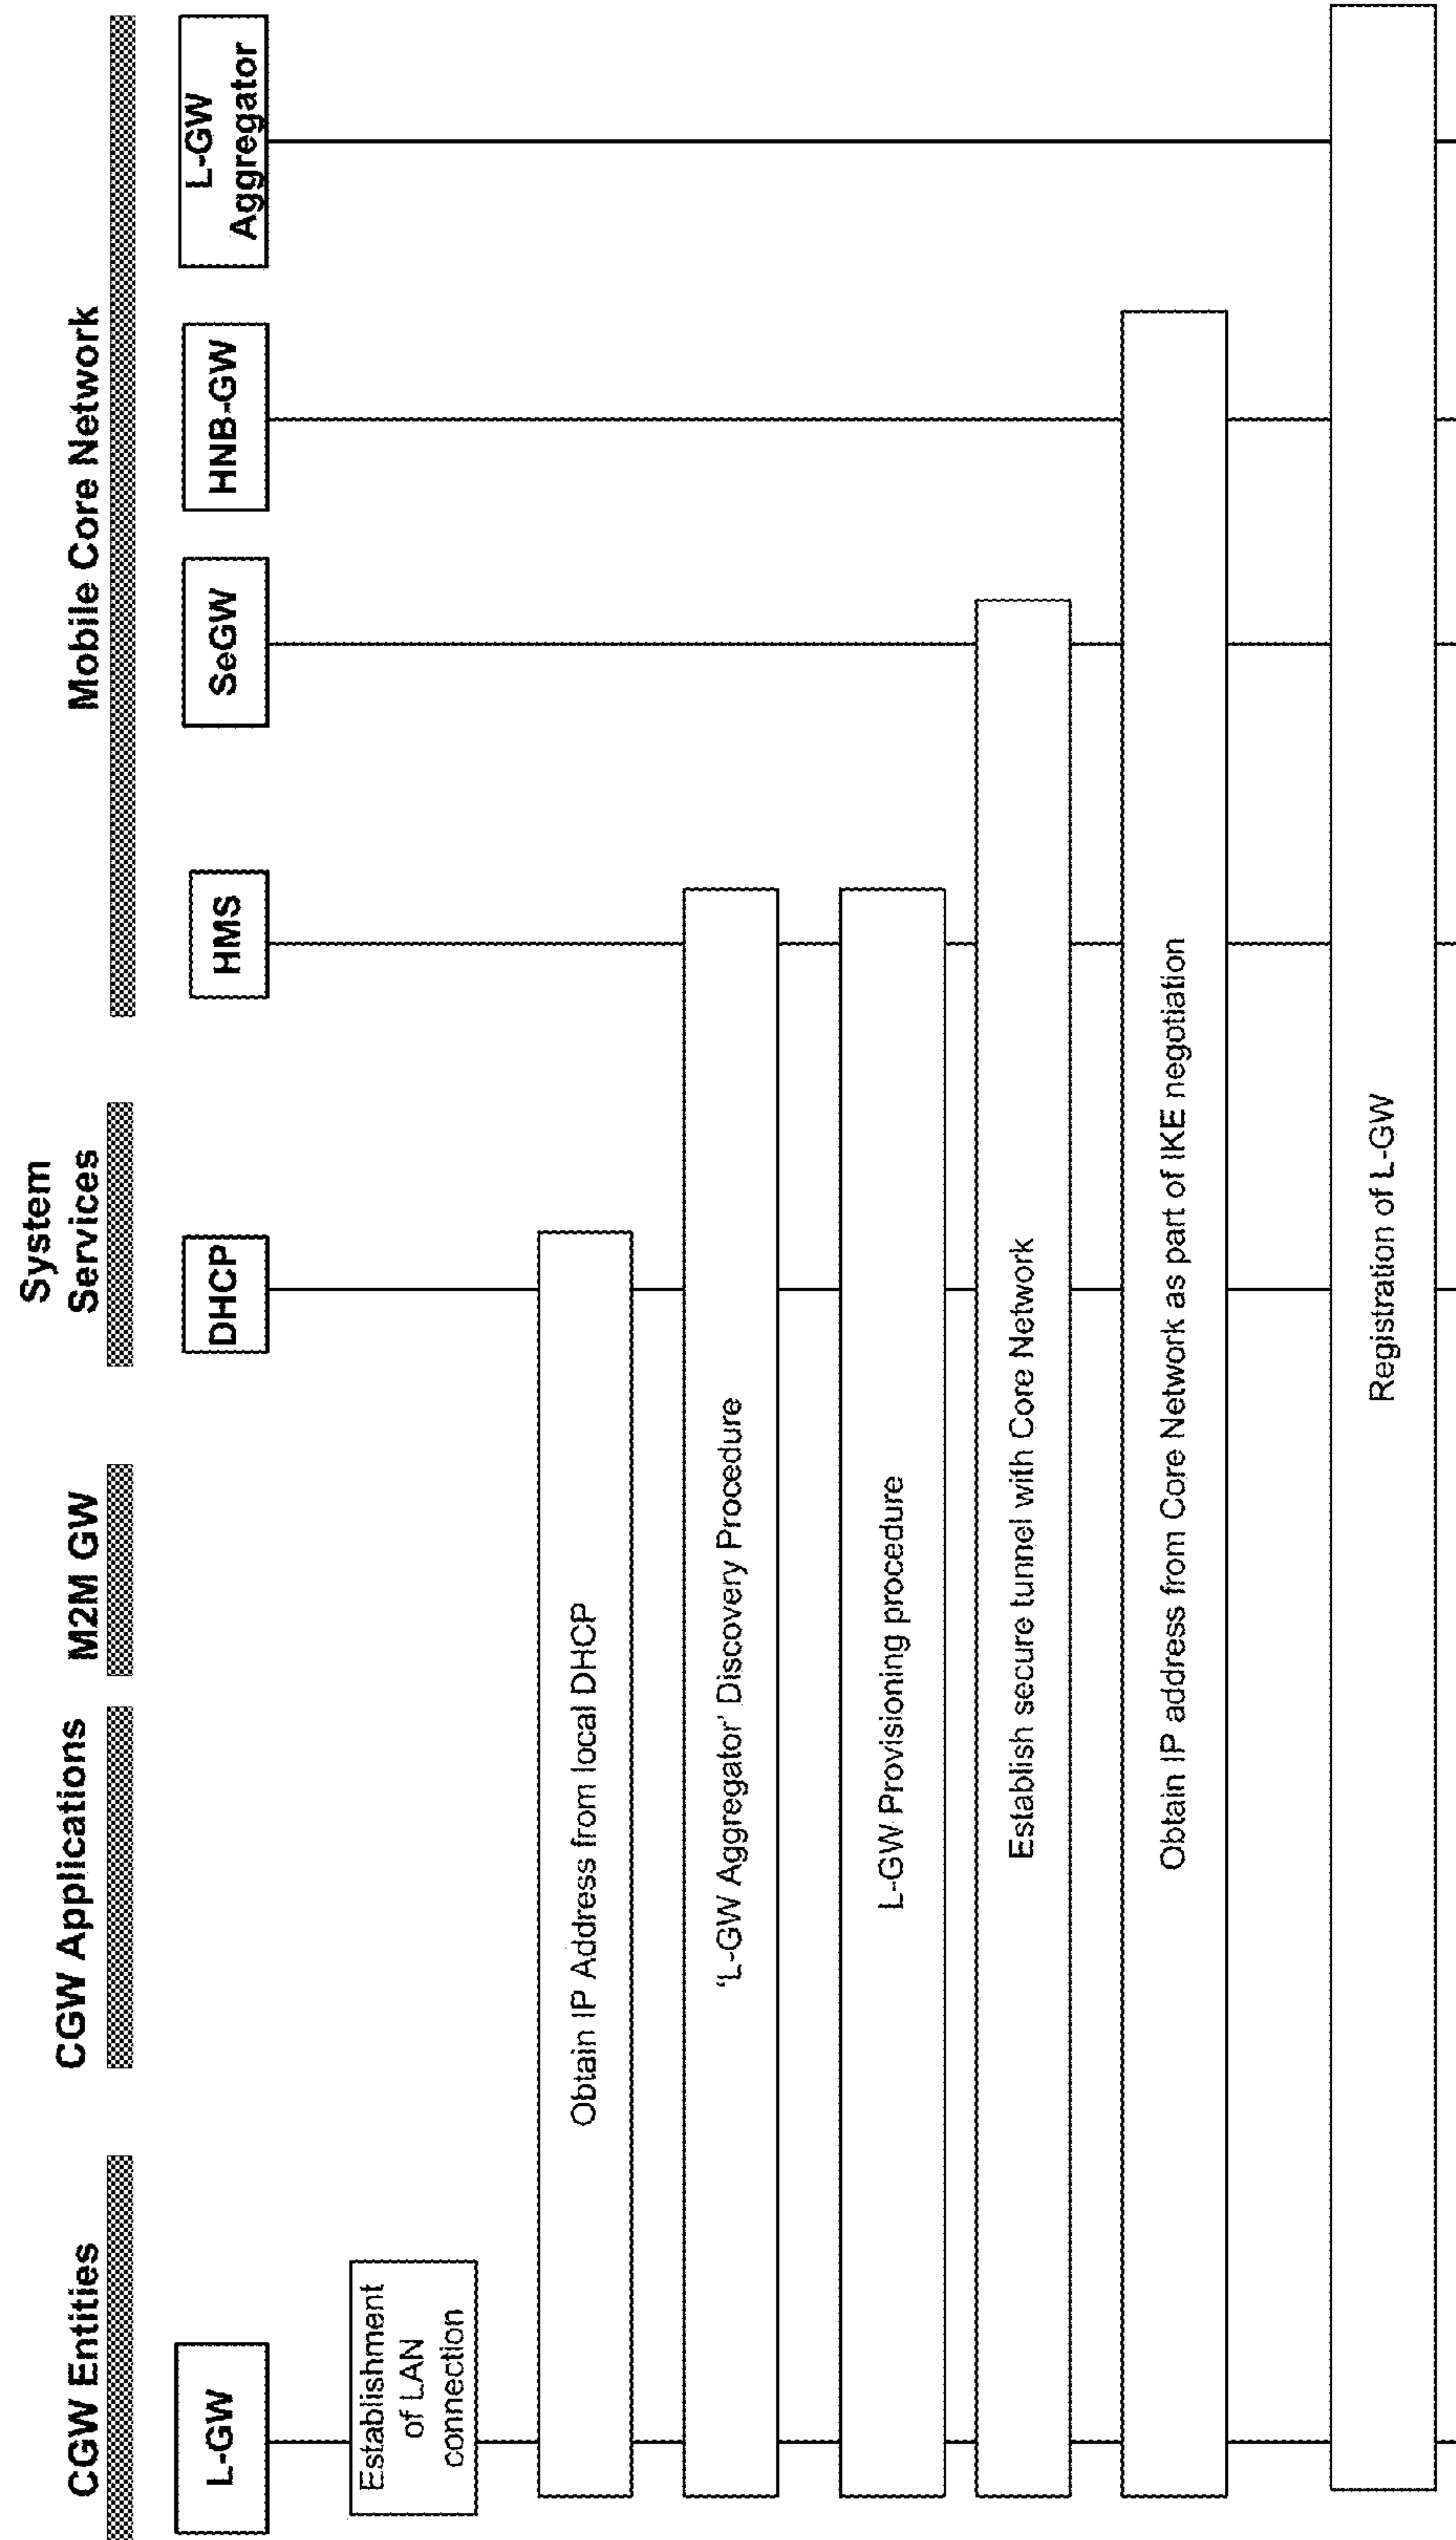 CGW Entities
CGW Applications
M2M GW
System
Services
Mobile Core Network
L-GW
DHCP
HMS
SeGW
HNB-GW
L-GW
Aggregator
Establishment
of LAN
connection
Obtain IP Address from local DHCP
‘L-GW Aggregator’ Discovery Procedure
L-GW Provisioning procedure
Establish secure tunnel with Core Network
Obtain IP address from Core Network as part of IKE negotiation
Registration of L-GW